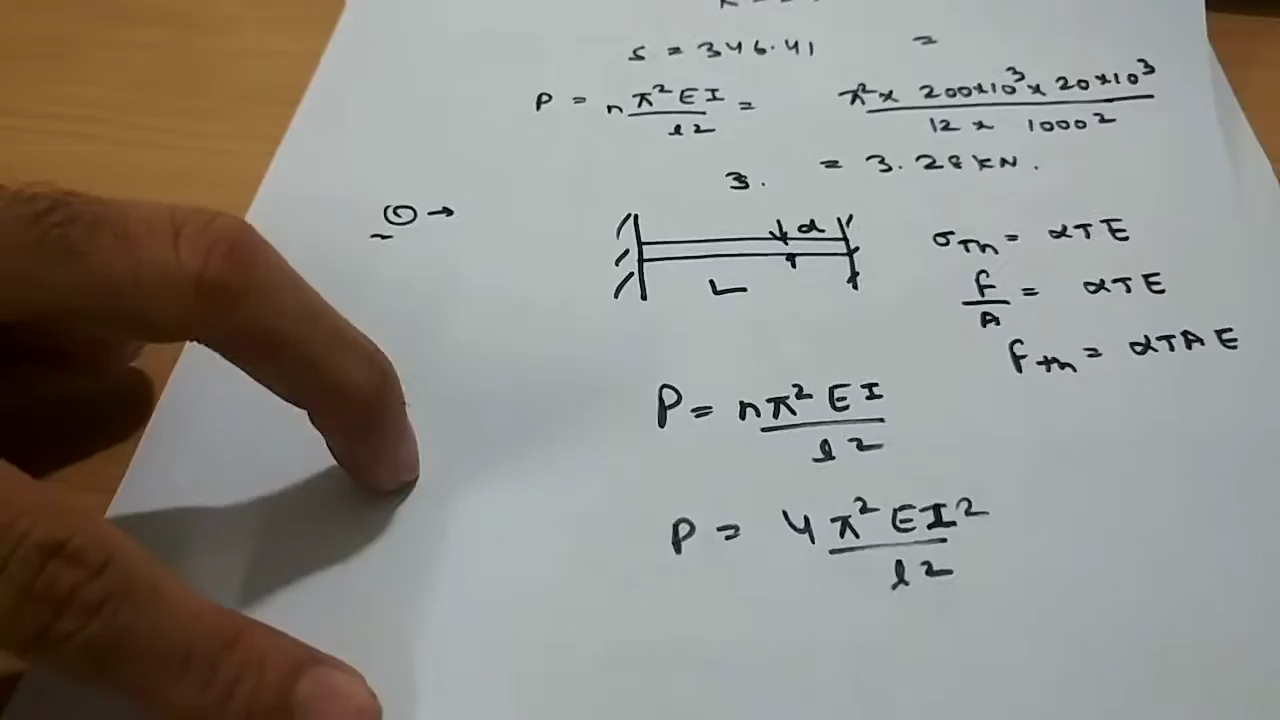 s = 346.41 =
P = nπ²EI/l² = π² x 200x10³ x 20x10³/12 x 1000²
= 3.28 kN.
3.
d
σTh = αTE
L
F/A = αTE
Fth = αTAE
P = nπ²EI/l²
P = 4π²EI²/l²